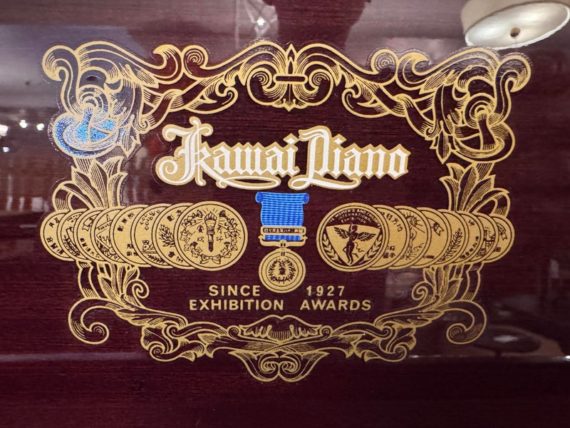 Kawai Piano
SINCE 1927
EXHIBITION AWARDS